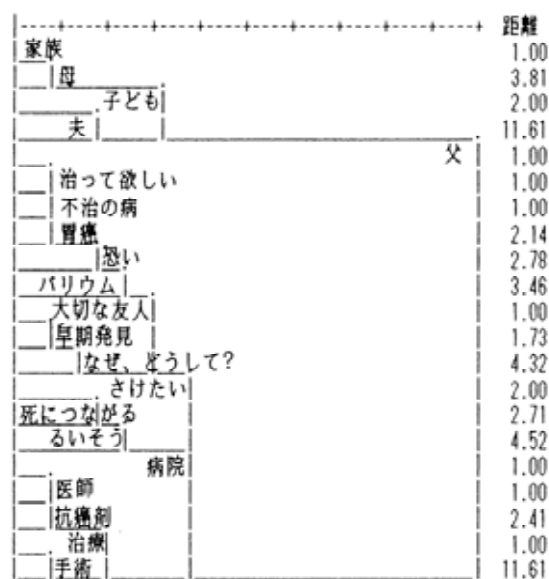 距離
家族 1.00
母 3.81
子ども 2.00
夫 11.61
父 1.00
治って欲しい 1.00
不治の病 1.00
胃癌 2.14
恐い 2.78
バリウム 3.46
大切な友人 1.00
早期発見 1.73
なぜ、どうして? 4.32
さけたい 2.00
死につながる 2.71
るいそう 4.52
病院 1.00
医師 1.00
抗癌剤 2.41
治療 1.00
手術 11.61